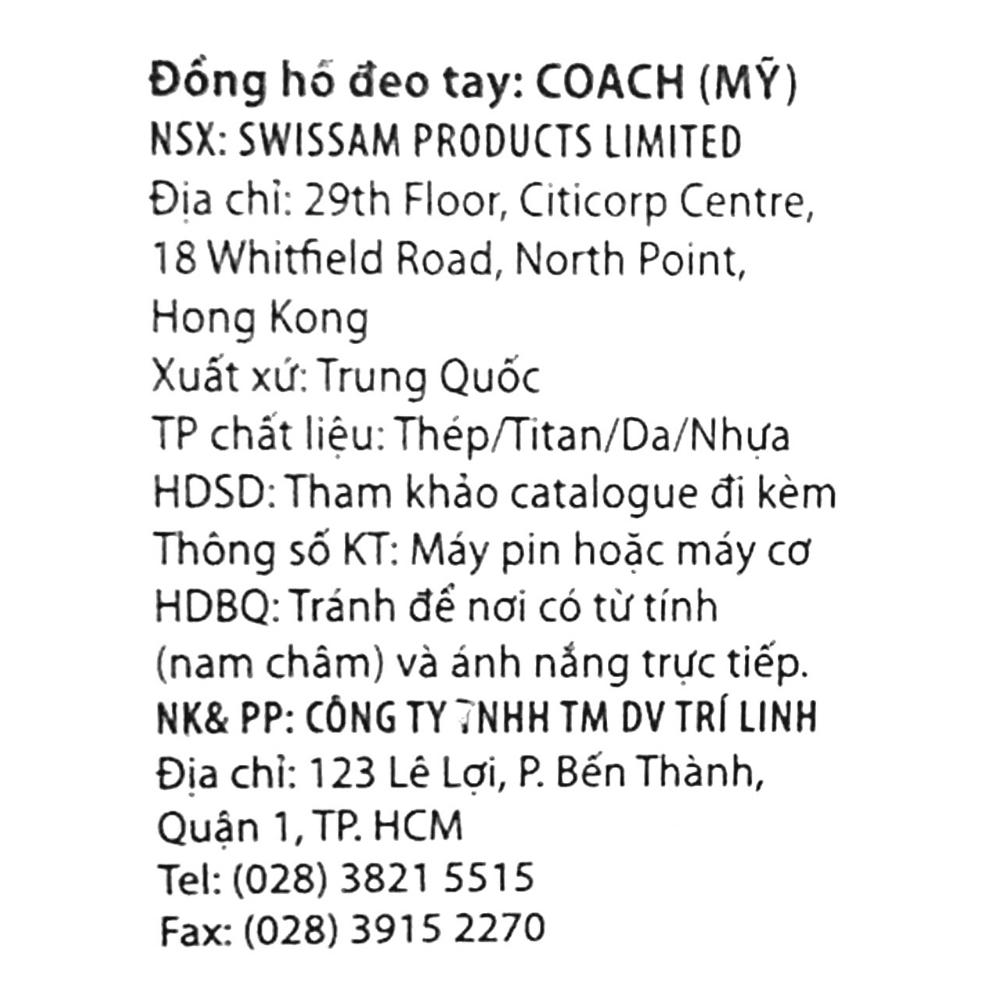 Đồng hồ đeo tay: COACH (MỸ)
NSX: SWISSAM PRODUCTS LIMITED
Địa chỉ: 29th Floor, Citicorp Centre,
18 Whitfield Road, North Point,
Hong Kong
Xuất xứ: Trung Quốc
TP chất liệu: Thép/Titan/Da/Nhựa
HDSD: Tham khảo catalogue đi kèm
Thông số KT: Máy pin hoặc máy cơ
HDBQ: Tránh để nơi có từ tính
(nam châm) và ánh nắng trực tiếp.
NK& PP: CÔNG TY TNHH TM DV TRÍ LINH
Địa chỉ: 123 Lê Lợi, P. Bến Thành,
Quận 1, TP. HCM
Tel: (028) 3821 5515
Fax: (028) 3915 2270